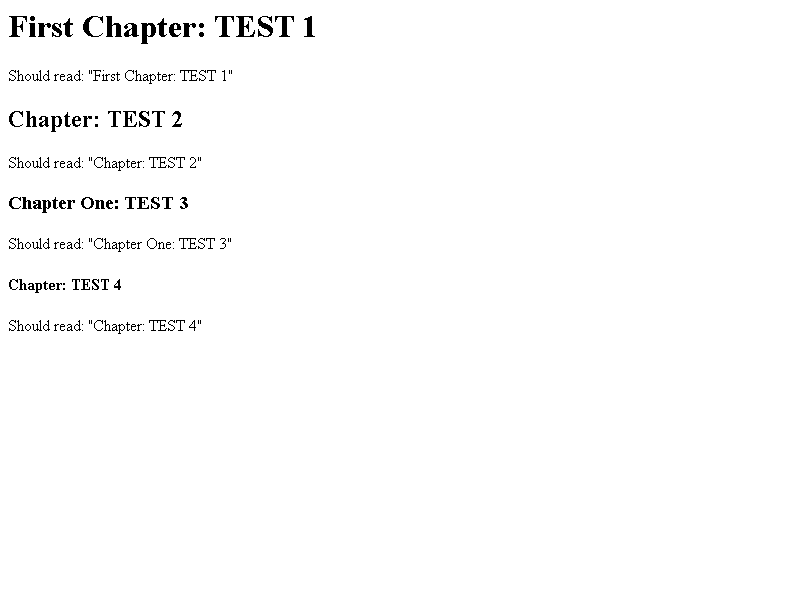 First Chapter: TEST 1
Should read: "First Chapter: TEST 1"
Chapter: TEST 2
Should read: "Chapter: TEST 2"
Chapter One: TEST 3
Should read: "Chapter One: TEST 3"
Chapter: TEST 4
Should read: "Chapter: TEST 4"